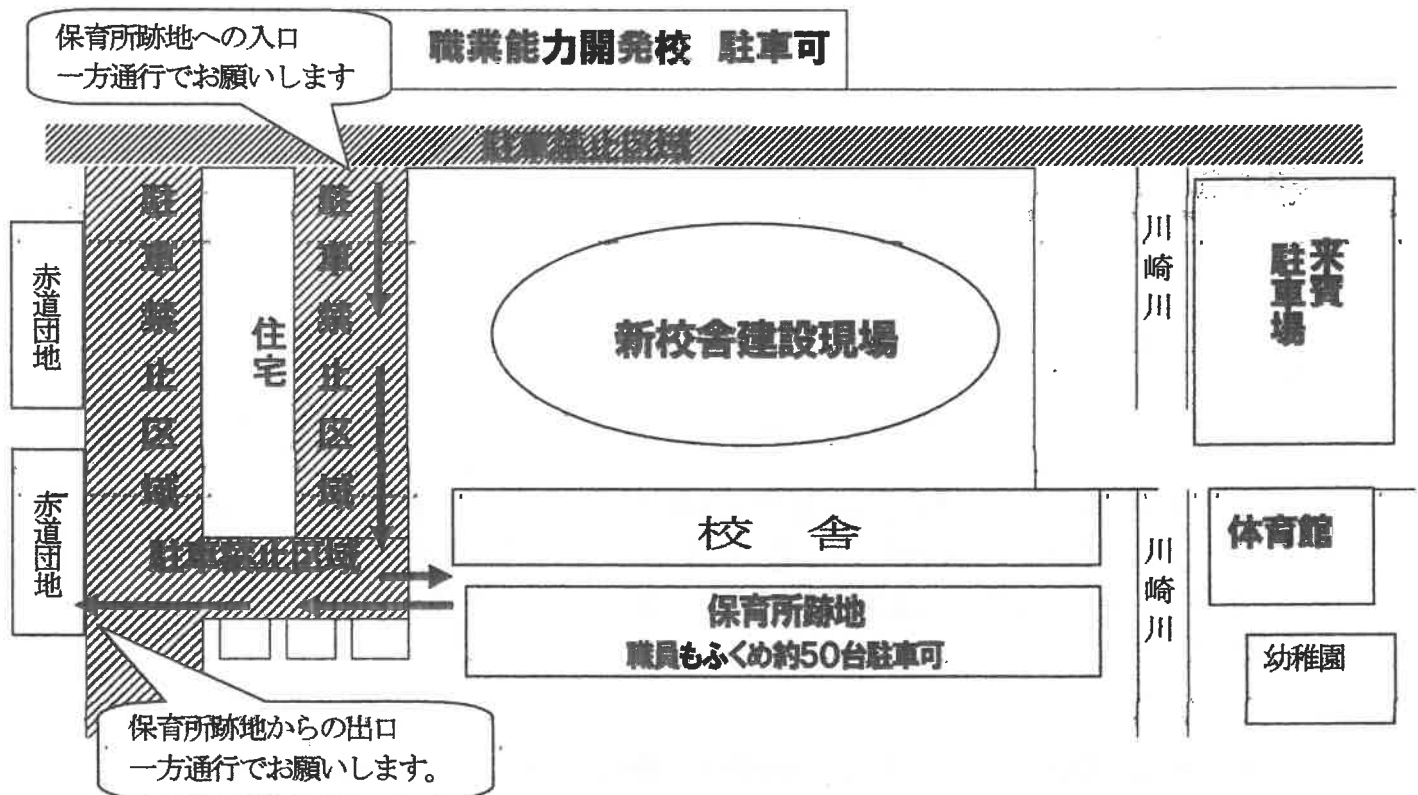 保育所跡地への入口
一方通行でお願いします
職業能力開発校 駐車可
駐車禁止区域
駐車禁止区域
住宅
駐車禁止区域
赤道団地
新校舎建設現場
川崎川
来賓
駐車場
赤道団地
駐車禁止区域
校 舎
保育所跡地
職員もふくめ約50台駐車可
川崎川
体育館
幼稚園
保育所跡地からの出口
一方通行でお願いします。